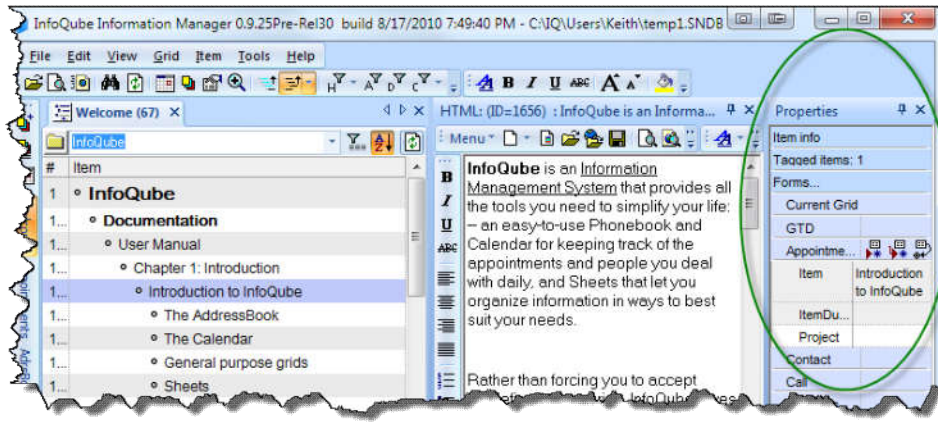 InfoQube Information Manager 0.9.25Pre-Rel30 build 8/17/2010 7:49:40 PM - C:\IQ\Users\Keith\temp1.SNDB
File Edit View Grid Item Tools Help
Welcome (67)
InfoQube
# Item
1 InfoQube
1... Documentation
1... User Manual
1... Chapter 1: Introduction
1... Introduction to InfoQube
1... The AddressBook
1... The Calendar
1... General purpose grids
1... Sheets
HTML: (ID=1656) : InfoQube is an Informa...
Menu
InfoQube is an Information
Management System that provides all
the tools you need to simplify your life:
– an easy-to-use Phonebook and
Calendar for keeping track of the
appointments and people you deal
with daily, and Sheets that let you
organize information in ways to best
suit your needs.
Rather than forcing you to accept
Properties
Item info
Tagged items: 1
Forms...
Current Grid
GTD
Appointme...
Item Introduction
to InfoQube
ItemDu...
Project
Contact
Call